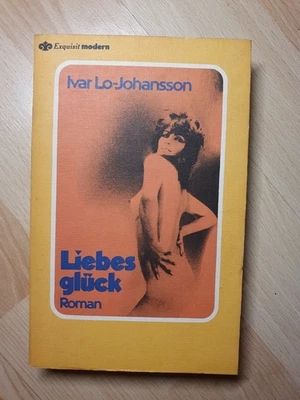 Exquisit modern
Ivar Lo-Johansson
Liebes
glück
Roman